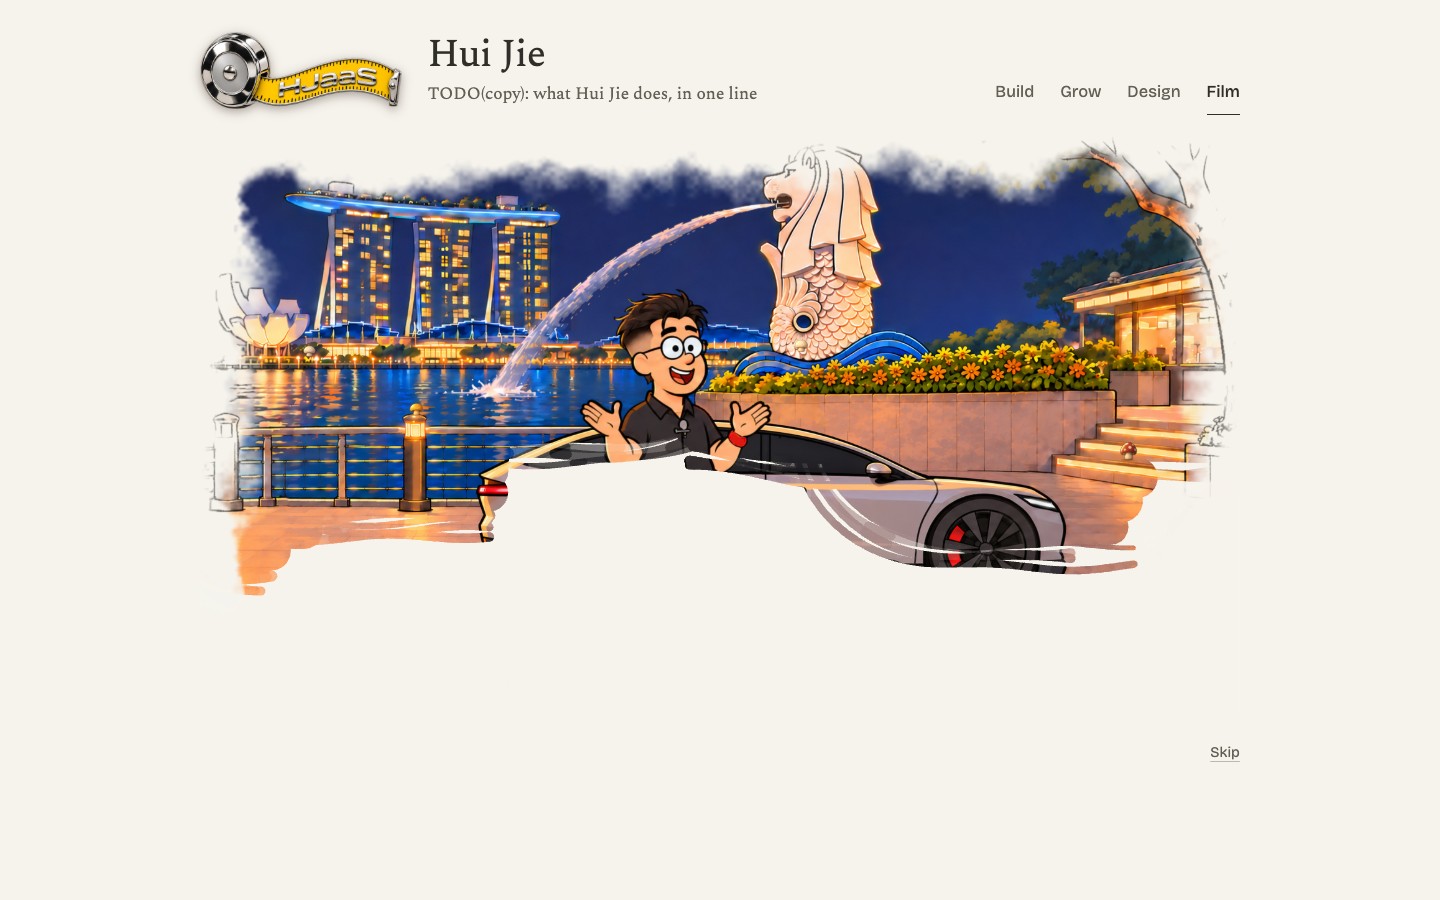 HJaaS
Hui Jie
TODO(copy): what Hui Jie does, in one line
Build Grow Design Film
Skip